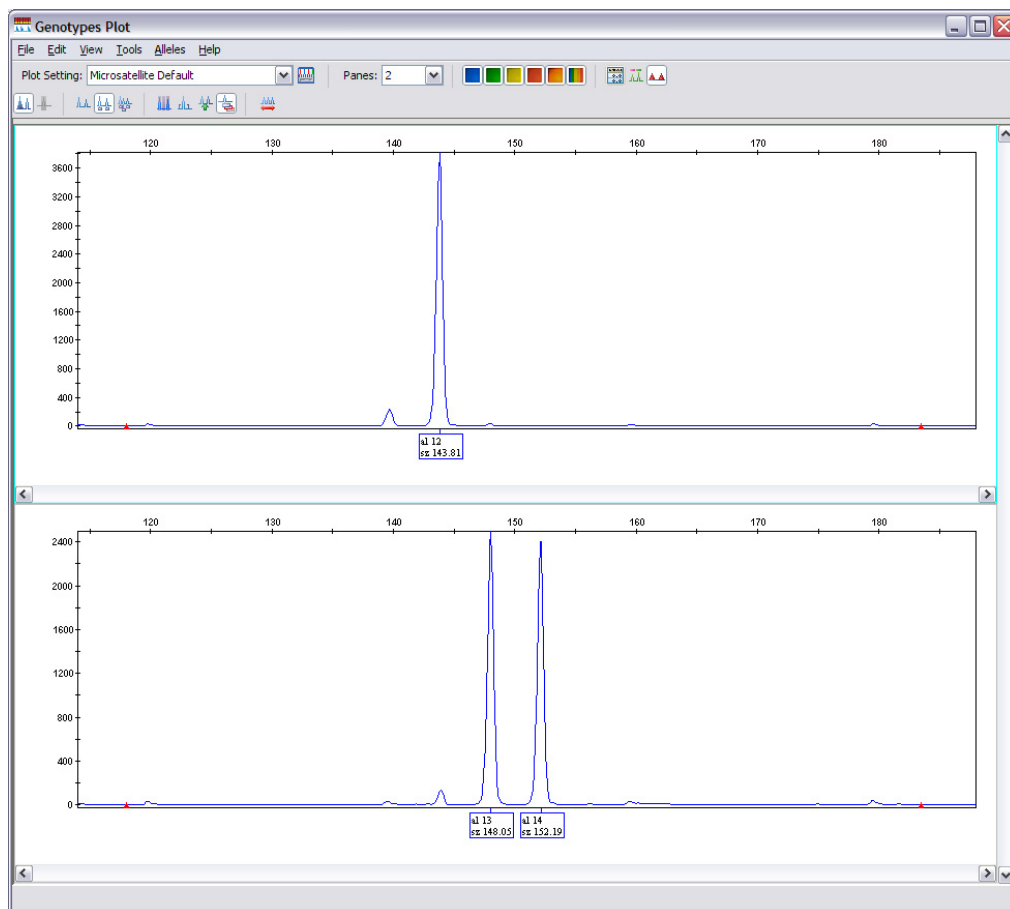 Genotypes Plot
File Edit View Tools Alleles Help
Plot Setting: Microsatellite Default Panes: 2
120 130 140 150 160 170 180
3600
3200
2800
2400
2000
1600
1200
800
400
0
al 12
sz 143.81
120 130 140 150 160 170 180
2400
2000
1600
1200
800
400
0
al 13 al 14
sz 148.05 sz 152.19